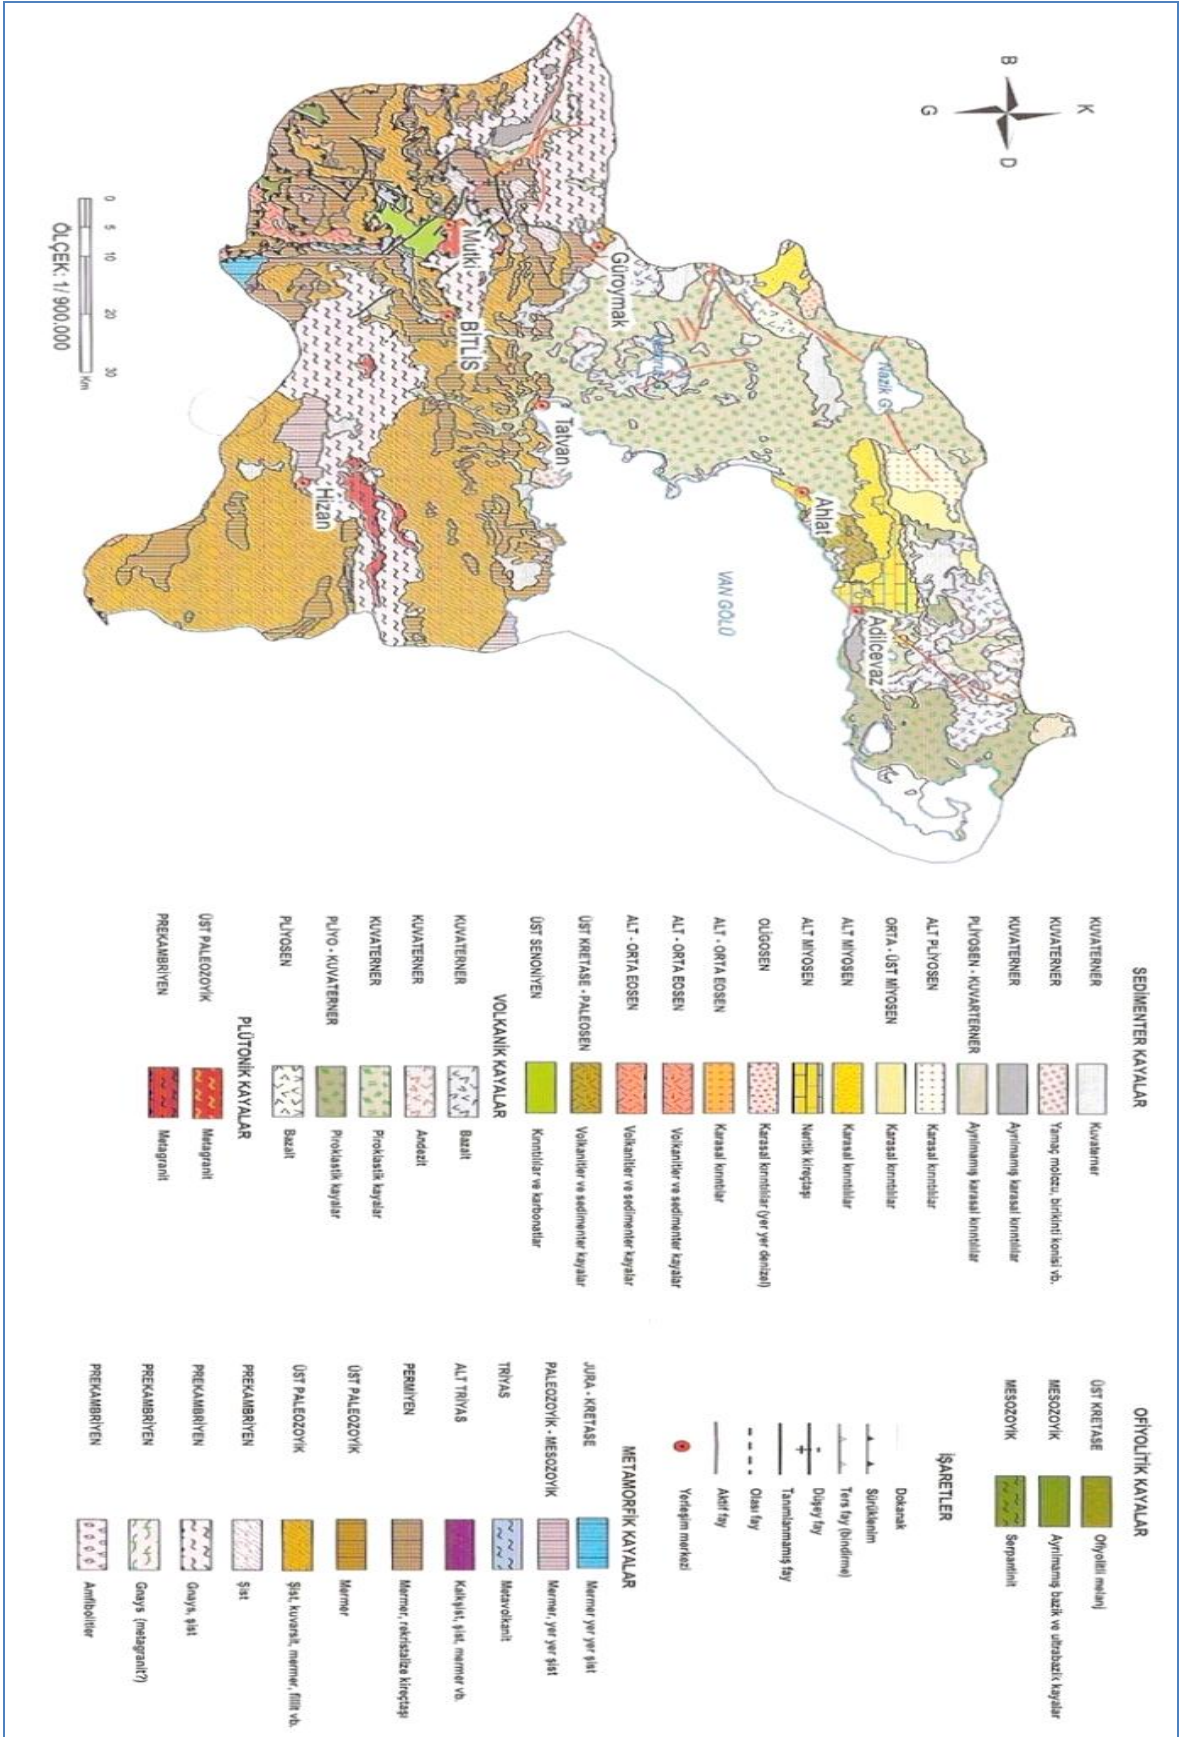 B
K
G
D
Nazik G.
Güroymak
Ahlat
Adilcevaz
VAN GÖLÜ
Mutki
BİTLİS
Tatvan
Hizan
0 5 10 20 30
Km
ÖLÇEK: 1/ 900.000
SEDİMENTER KAYALAR
KUVATERNER Kuvaterner
KUVATERNER Yamaç molozu, birikinti konisi vb.
KUVATERNER Ayrılmamış karasal kırıntılılar
PLİYOSEN - KUVARTERNER Ayrılmamış karasal kırıntılılar
ALT PLİYOSEN Karasal kırıntılılar
ORTA - ÜST MİYOSEN Karasal kırıntılılar
ALT MİYOSEN Karasal kırıntılılar
ALT MİYOSEN Neritik kireçtaşı
OLİGOSEN Karasal kırıntılılar (yer yer denizel)
ALT - ORTA EOSEN Karasal kırıntılar
ALT - ORTA EOSEN Volkanitler ve sedimenter kayalar
ALT - ORTA EOSEN Volkanitler ve sedimenter kayalar
ÜST KRETASE - PALEOSEN Volkanitler ve sedimenter kayalar
ÜST SENONİYEN Kırıntılılar ve karbonatlar
VOLKANİK KAYALAR
KUVATERNER Bazalt
KUVATERNER Andezit
KUVATERNER Piroklastik kayalar
PLİYO - KUVATERNER Piroklastik kayalar
PLİYOSEN Bazalt
PLÜTONİK KAYALAR
ÜST PALEOZOYİK Metagranit
PREKAMBRİYEN Metagranit
OFİYOLİTİK KAYALAR
ÜST KRETASE Ofiyolitli melanj
MESOZOYİK Ayrılmamış bazik ve ultrabazik kayalar
MESOZOYİK Serpantinit
İŞARETLER
Dokanak
Sürüklenim
Ters fay (bindirme)
Düşey fay
Tanımlanmamış fay
Olası fay
Aktif fay
Yerleşim merkezi
METAMORFİK KAYALAR
JURA - KRETASE Mermer yer yer şist
PALEOZOYİK - MESOZOYİK Mermer, yer yer şist
TRİYAS Metavolkanit
ALT TRİYAS Kalkşist, şist, mermer vb.
PERMİYEN Mermer, rekristalize kireçtaşı
ÜST PALEOZOYİK Mermer
ÜST PALEOZOYİK Şist, kuvarsit, mermer, fillit vb.
PREKAMBRİYEN Şist
PREKAMBRİYEN Gnays, şist
PREKAMBRİYEN Gnays (metagranit?)
PREKAMBRİYEN Amfibolitler